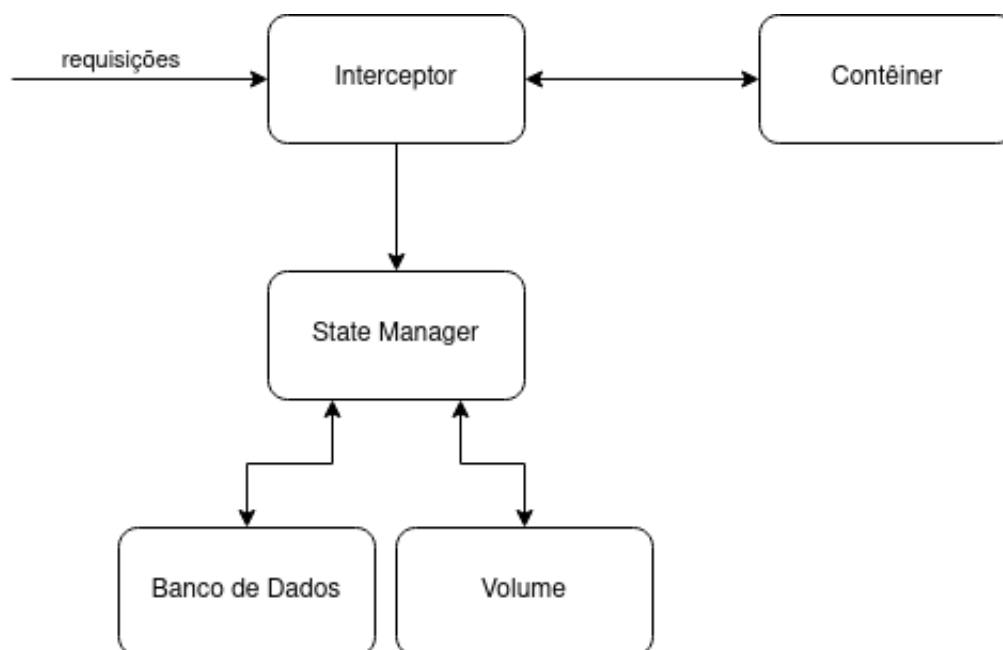 requisições
Interceptor
Contêiner
State Manager
Banco de Dados
Volume